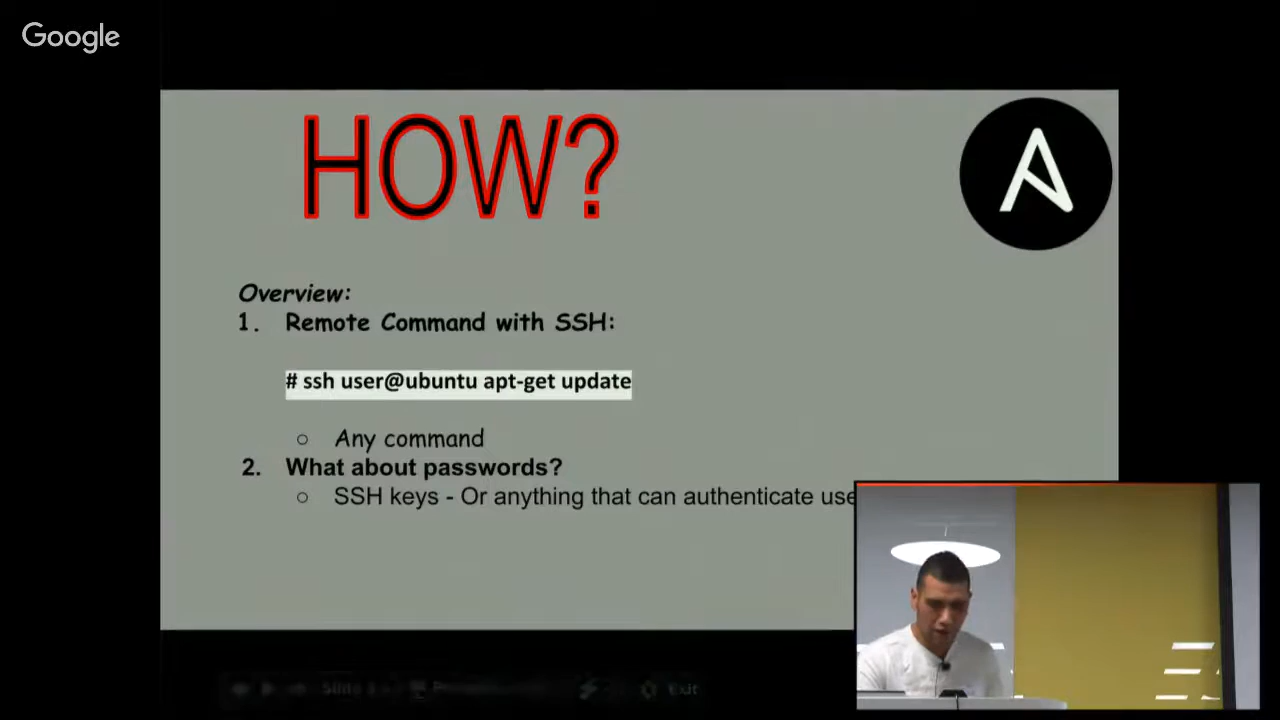 Google
HOW?
Overview:
1. Remote Command with SSH:
# ssh user@ubuntu apt-get update
○ Any command
2. What about passwords?
○ SSH keys - Or anything that can authenticate use
Exit